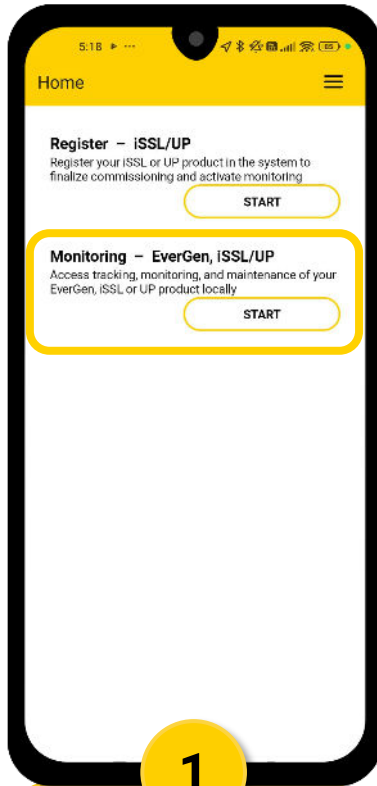 5:18
Home
Register – iSSL/UP
Register your iSSL or UP product in the system to
finalize commissioning and activate monitoring
START
Monitoring – EverGen, iSSL/UP
Access tracking, monitoring, and maintenance of your
EverGen, iSSL or UP product locally
START
1